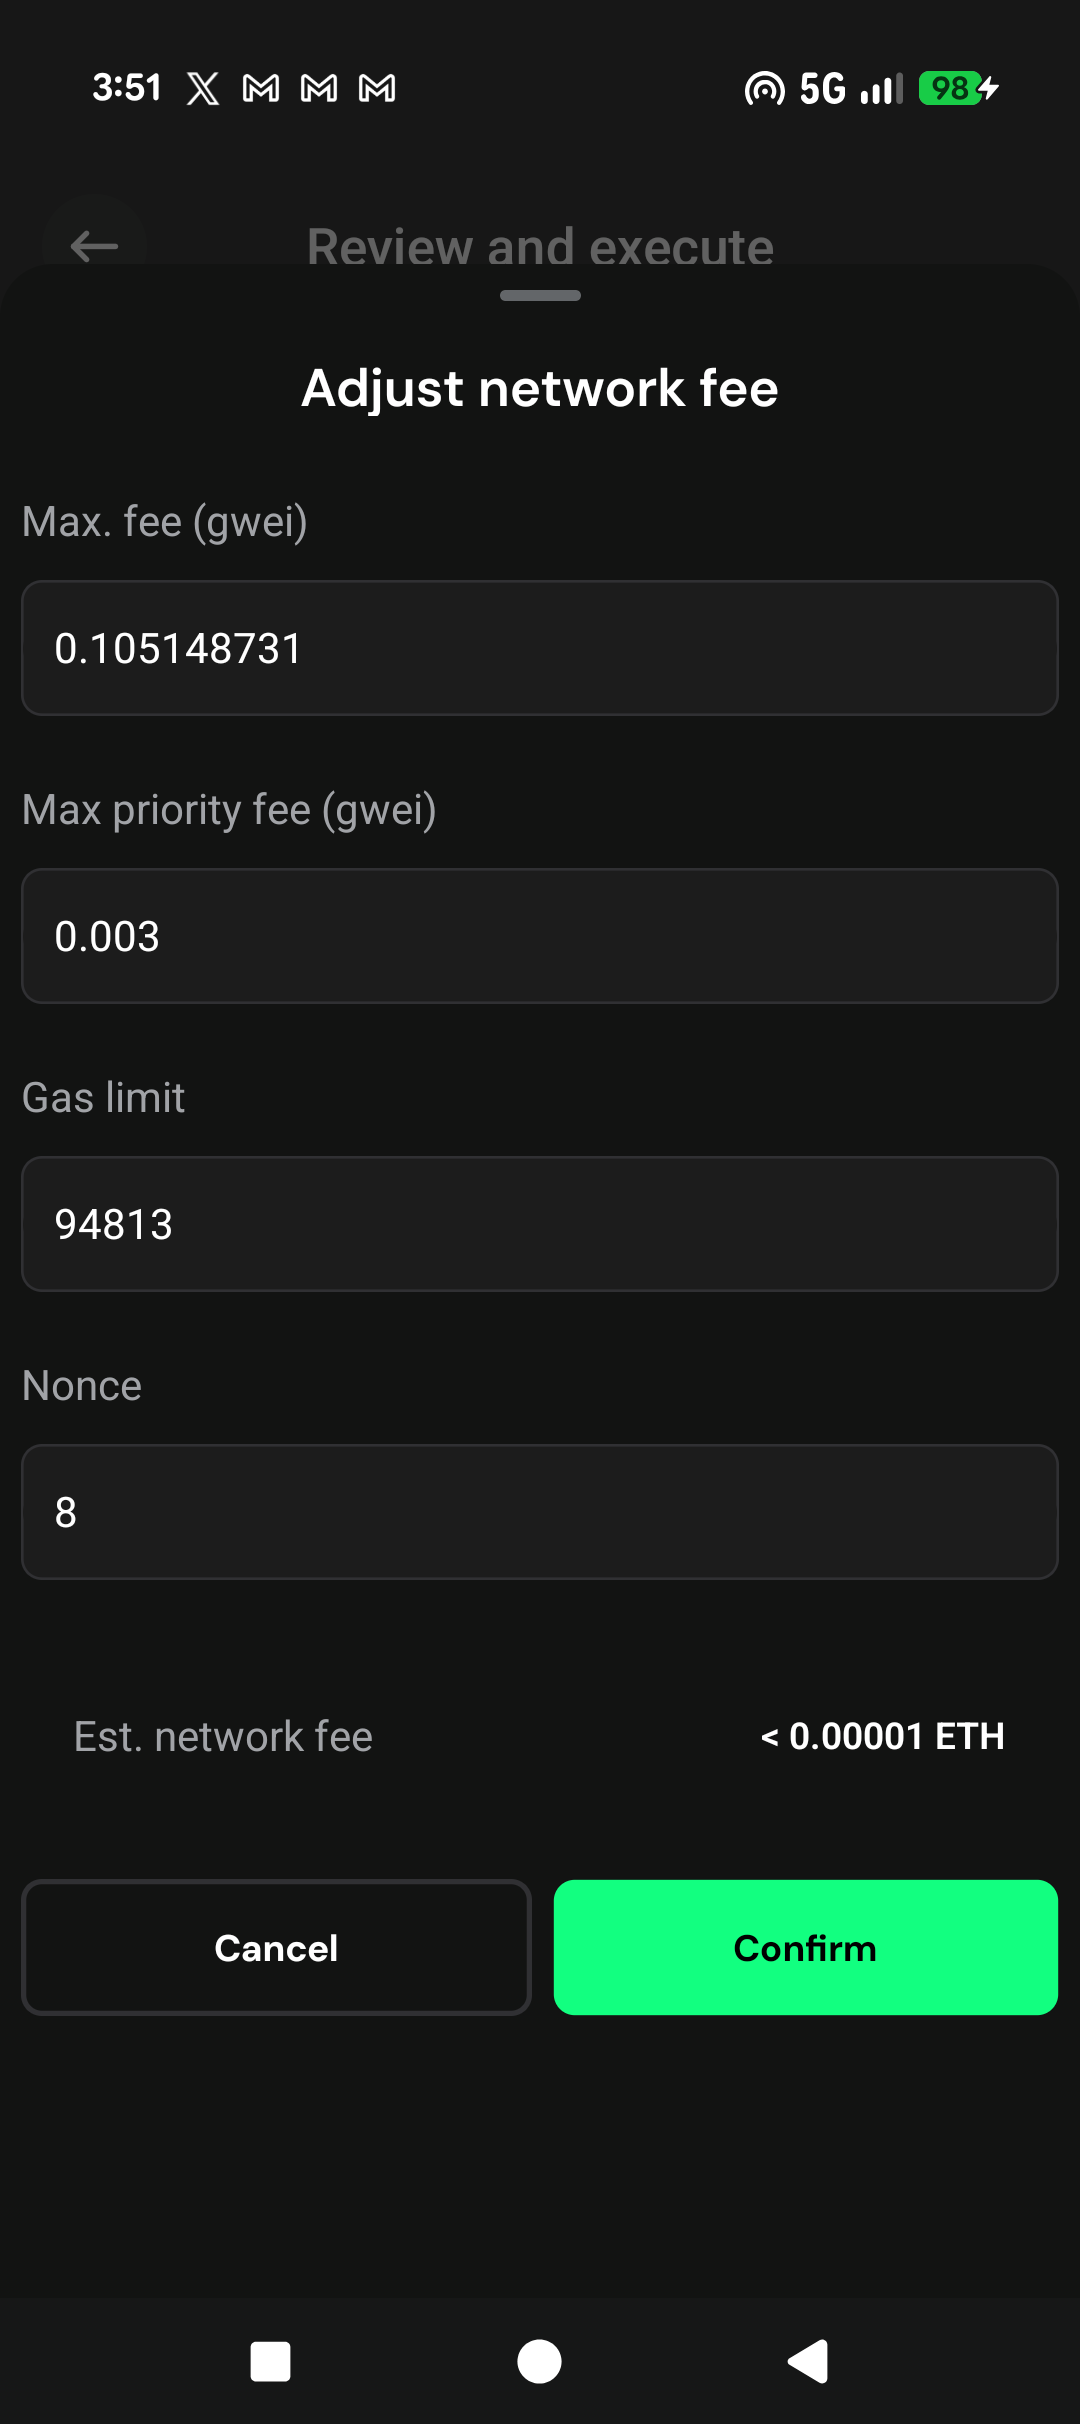 3:51 5G 98
Review and execute
Adjust network fee
Max. fee (gwei)
0.105148731
Max priority fee (gwei)
0.003
Gas limit
94813
Nonce
8
Est. network fee < 0.00001 ETH
Cancel Confirm